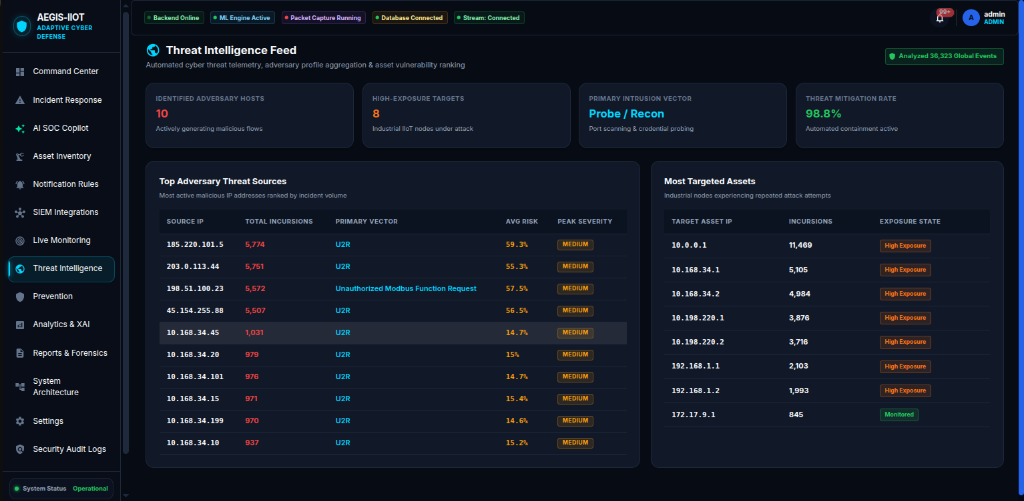 AEGIS-IIOT
ADAPTIVE CYBER
DEFENSE
Backend Online
ML Engine Active
Packet Capture Running
Database Connected
Stream: Connected
99+
A
admin
ADMIN
Command Center
Incident Response
AI SOC Copilot
Asset Inventory
Notification Rules
SIEM Integrations
Live Monitoring
Threat Intelligence
Prevention
Analytics & XAI
Reports & Forensics
System
Architecture
Settings
Security Audit Logs
System Status Operational
Threat Intelligence Feed
Automated cyber threat telemetry, adversary profile aggregation & asset vulnerability ranking
Analyzed 36,323 Global Events
IDENTIFIED ADVERSARY HOSTS
10
Actively generating malicious flows
HIGH-EXPOSURE TARGETS
8
Industrial IIoT nodes under attack
PRIMARY INTRUSION VECTOR
Probe / Recon
Port scanning & credential probing
THREAT MITIGATION RATE
98.8%
Automated containment active
Top Adversary Threat Sources
Most active malicious IP addresses ranked by incident volume
SOURCE IP TOTAL INCURSIONS PRIMARY VECTOR AVG RISK PEAK SEVERITY
185.220.101.5 5,774 U2R 59.3% MEDIUM
203.0.113.44 5,751 U2R 55.3% MEDIUM
198.51.100.23 5,572 Unauthorized Modbus Function Request 57.5% MEDIUM
45.154.255.88 5,507 U2R 56.5% MEDIUM
10.168.34.45 1,031 U2R 14.7% MEDIUM
10.168.34.20 979 U2R 15% MEDIUM
10.168.34.101 976 U2R 14.7% MEDIUM
10.168.34.15 971 U2R 15.4% MEDIUM
10.168.34.199 970 U2R 14.6% MEDIUM
10.168.34.10 937 U2R 15.2% MEDIUM
Most Targeted Assets
Industrial nodes experiencing repeated attack attempts
TARGET ASSET IP INCURSIONS EXPOSURE STATE
10.0.0.1 11,469 High Exposure
10.168.34.1 5,105 High Exposure
10.168.34.2 4,984 High Exposure
10.198.220.1 3,876 High Exposure
10.198.220.2 3,716 High Exposure
192.168.1.1 2,103 High Exposure
192.168.1.2 1,993 High Exposure
172.17.9.1 845 Monitored